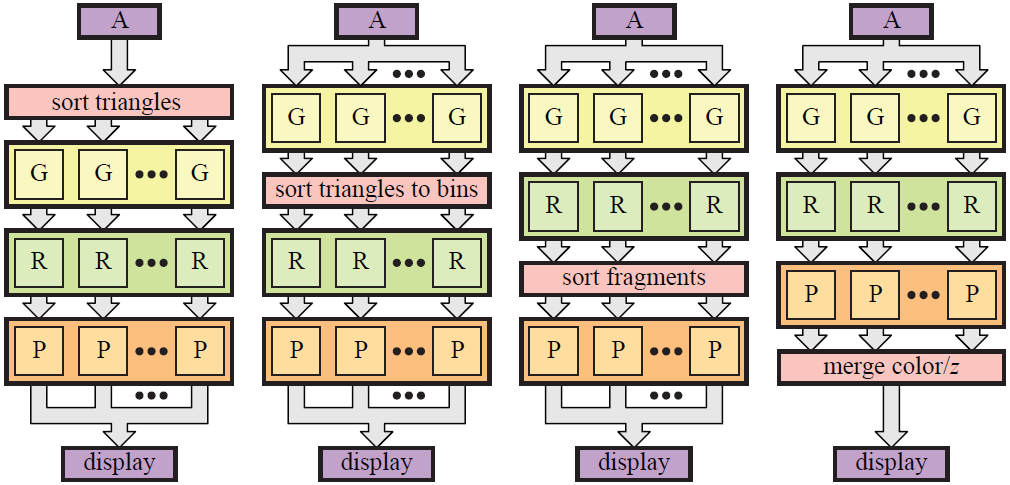 A
sort triangles
G G ••• G
R R ••• R
P P ••• P
•••
display
A
•••
G G ••• G
sort triangles to bins
R R ••• R
P P ••• P
•••
display
A
•••
G G ••• G
R R ••• R
sort fragments
P P ••• P
•••
display
A
•••
G G ••• G
R R ••• R
P P ••• P
merge color/z
display